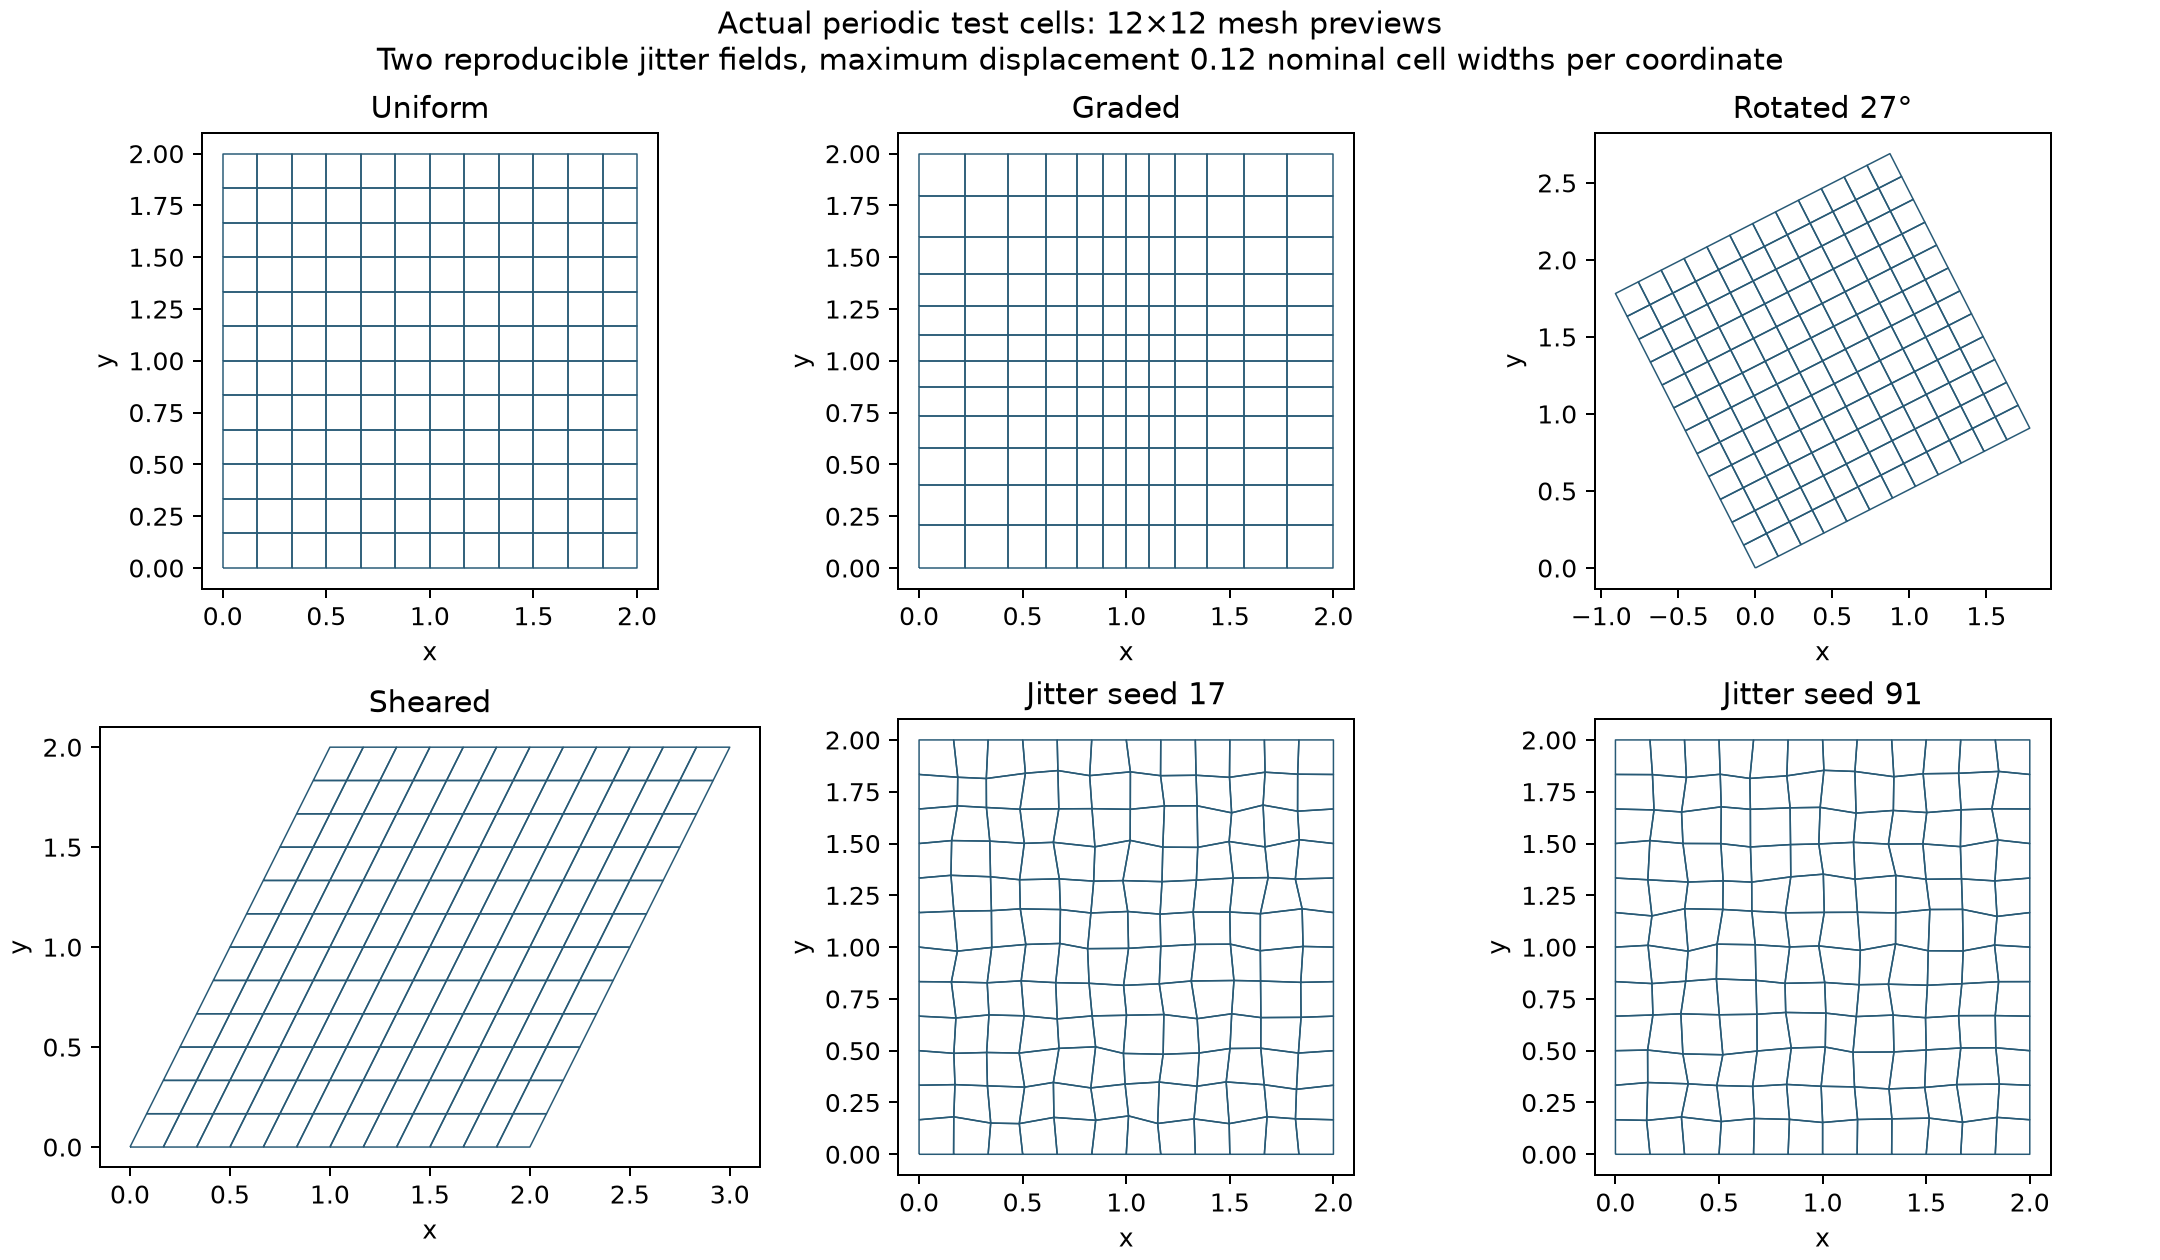 Actual periodic test cells: 12×12 mesh previews
Two reproducible jitter fields, maximum displacement 0.12 nominal cell widths per coordinate
Uniform
2.00
1.75
1.50
1.25
1.00
0.75
0.50
0.25
0.00
y
0.0 0.5 1.0 1.5 2.0
x
Graded
2.00
1.75
1.50
1.25
1.00
0.75
0.50
0.25
0.00
y
0.0 0.5 1.0 1.5 2.0
x
Rotated 27°
2.5
2.0
1.5
1.0
0.5
0.0
y
−1.0 −0.5 0.0 0.5 1.0 1.5
x
Sheared
2.0
1.5
1.0
0.5
0.0
y
0.0 0.5 1.0 1.5 2.0 2.5 3.0
x
Jitter seed 17
2.00
1.75
1.50
1.25
1.00
0.75
0.50
0.25
0.00
y
0.0 0.5 1.0 1.5 2.0
x
Jitter seed 91
2.00
1.75
1.50
1.25
1.00
0.75
0.50
0.25
0.00
y
0.0 0.5 1.0 1.5 2.0
x